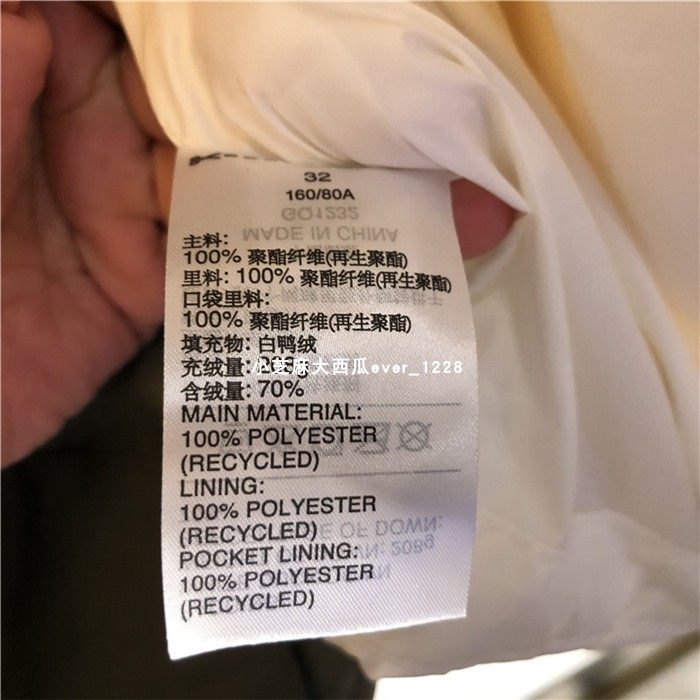 32
160/80A
GQ1232
MADE IN CHINA
主料:
100% 聚酯纤维(再生聚酯)
里料: 100% 聚酯纤维(再生聚酯)
口袋里料:
100% 聚酯纤维(再生聚酯)
填充物: 白鸭绒
充绒量: 208g
小芝麻大西瓜ever_1228
含绒量: 70%
MAIN MATERIAL:
100% POLYESTER
(RECYCLED)
LINING:
100% POLYESTER
(RECYCLED)
POCKET LINING:
100% POLYESTER
(RECYCLED)